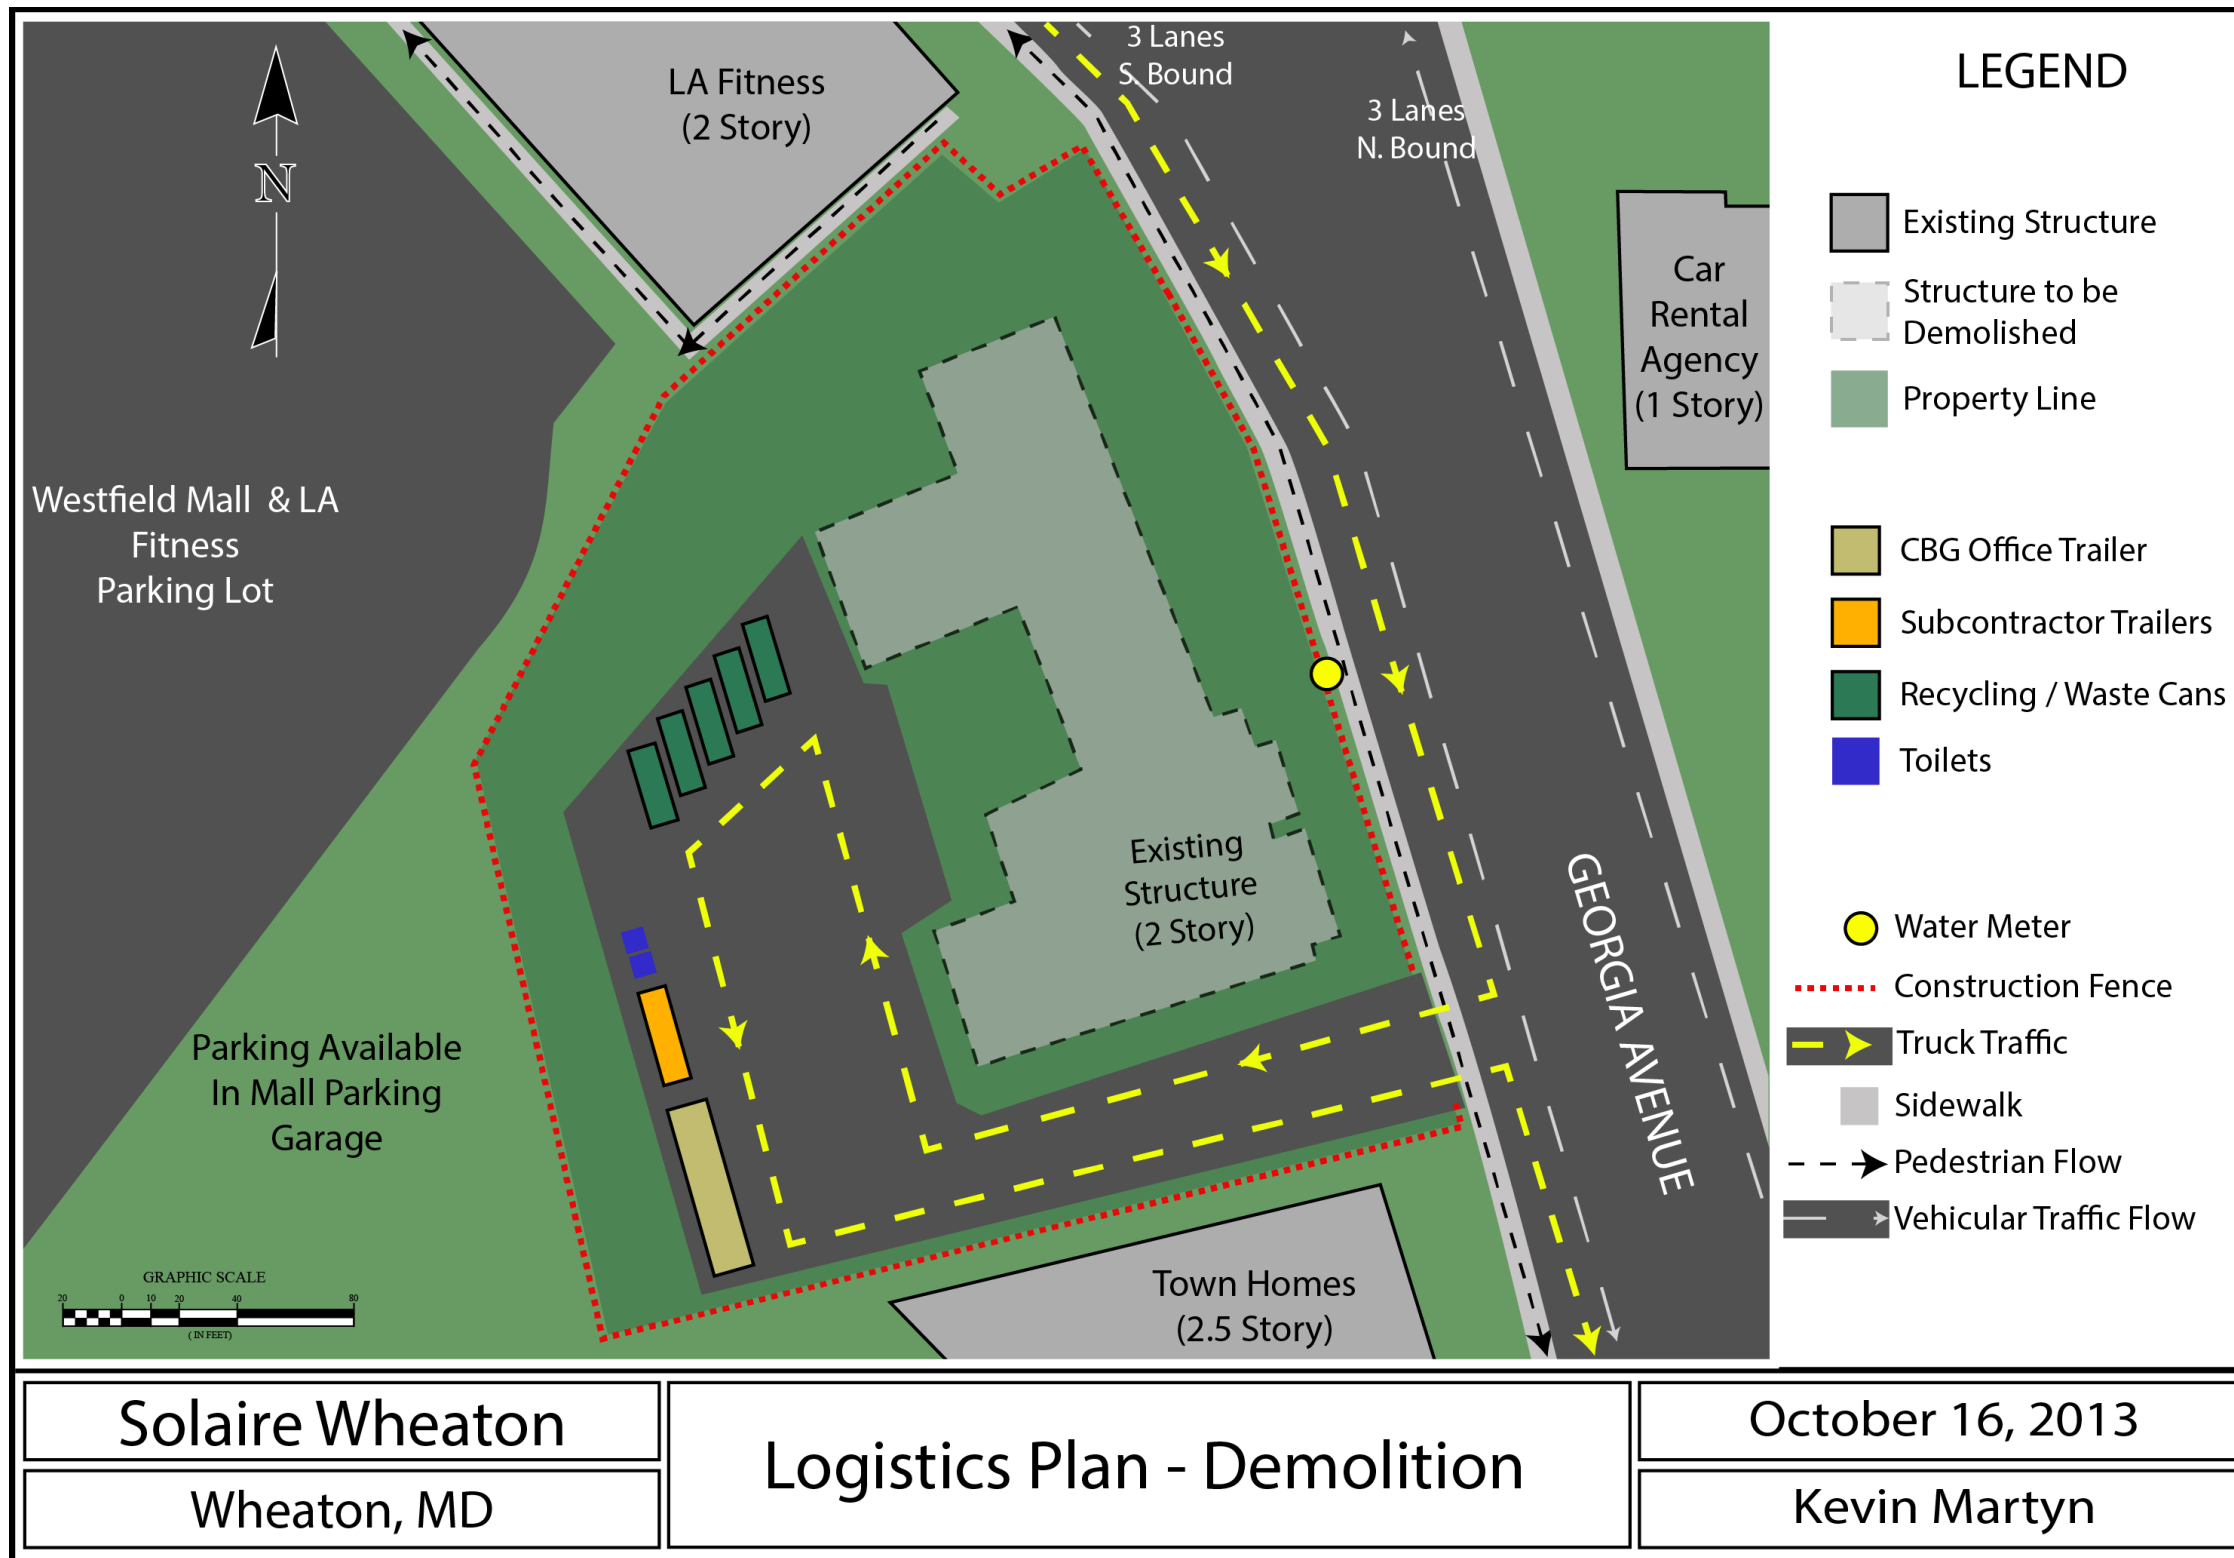 3 Lanes
S. Bound
3 Lanes
N. Bound
LA Fitness
(2 Story)
N
Car
Rental
Agency
(1 Story)
Westfield Mall & LA
Fitness
Parking Lot
Existing
Structure
(2 Story)
GEORGIA AVENUE
Parking Available
In Mall Parking
Garage
Town Homes
(2.5 Story)
GRAPHIC SCALE
20 0 10 20 40 80
( IN FEET)
LEGEND
Existing Structure
Structure to be
Demolished
Property Line
CBG Office Trailer
Subcontractor Trailers
Recycling / Waste Cans
Toilets
Water Meter
Construction Fence
Truck Traffic
Sidewalk
Pedestrian Flow
Vehicular Traffic Flow
Solaire Wheaton
Wheaton, MD
Logistics Plan - Demolition
October 16, 2013
Kevin Martyn